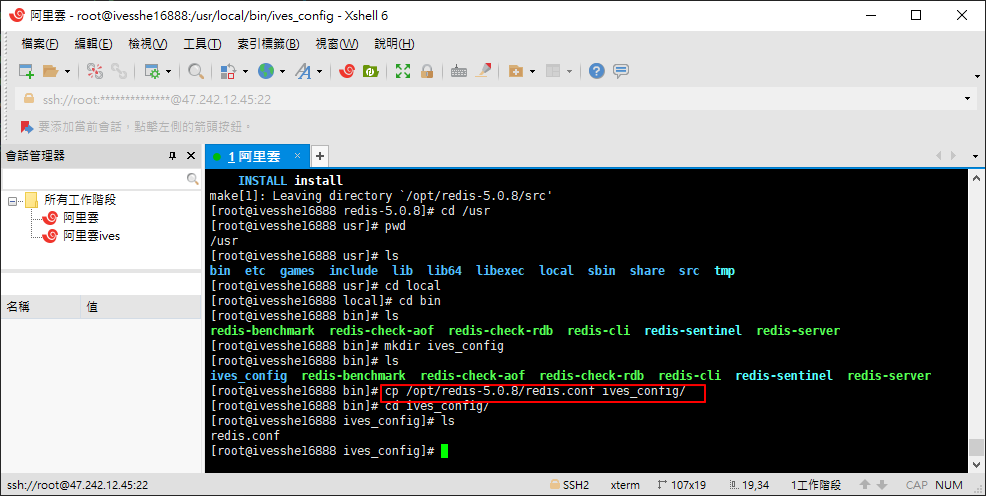 阿里雲 - root@ivesshe16888:/usr/local/bin/ives_config - Xshell 6
檔案(F) 編輯(E) 檢視(V) 工具(T) 索引標籤(B) 視窗(W) 說明(H)
ssh://root:**************@47.242.12.45:22
要添加當前會話，點擊左側的箭頭按鈕。
會話管理器
所有工作階段
阿里雲
阿里雲ives
名稱 值
1 阿里雲
INSTALL install
make[1]: Leaving directory `/opt/redis-5.0.8/src'
[root@ivesshe16888 redis-5.0.8]# cd /usr
[root@ivesshe16888 usr]# pwd
/usr
[root@ivesshe16888 usr]# ls
bin etc games include lib lib64 libexec local sbin share src tmp
[root@ivesshe16888 usr]# cd local
[root@ivesshe16888 local]# cd bin
[root@ivesshe16888 bin]# ls
redis-benchmark redis-check-aof redis-check-rdb redis-cli redis-sentinel redis-server
[root@ivesshe16888 bin]# mkdir ives_config
[root@ivesshe16888 bin]# ls
ives_config redis-benchmark redis-check-aof redis-check-rdb redis-cli redis-sentinel redis-server
[root@ivesshe16888 bin]# cp /opt/redis-5.0.8/redis.conf ives_config/
[root@ivesshe16888 bin]# cd ives_config/
[root@ivesshe16888 ives_config]# ls
redis.conf
[root@ivesshe16888 ives_config]#
ssh://root@47.242.12.45:22 SSH2 xterm 107x19 19,34 1工作階段 CAP NUM